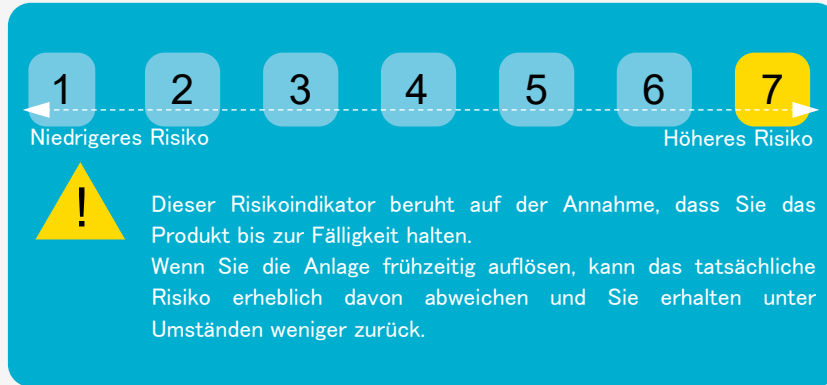 1 2 3 4 5 6 7
Niedrigeres Risiko Höheres Risiko
!
Dieser Risikoindikator beruht auf der Annahme, dass Sie das
Produkt bis zur Fälligkeit halten.
Wenn Sie die Anlage frühzeitig auflösen, kann das tatsächliche
Risiko erheblich davon abweichen und Sie erhalten unter
Umständen weniger zurück.